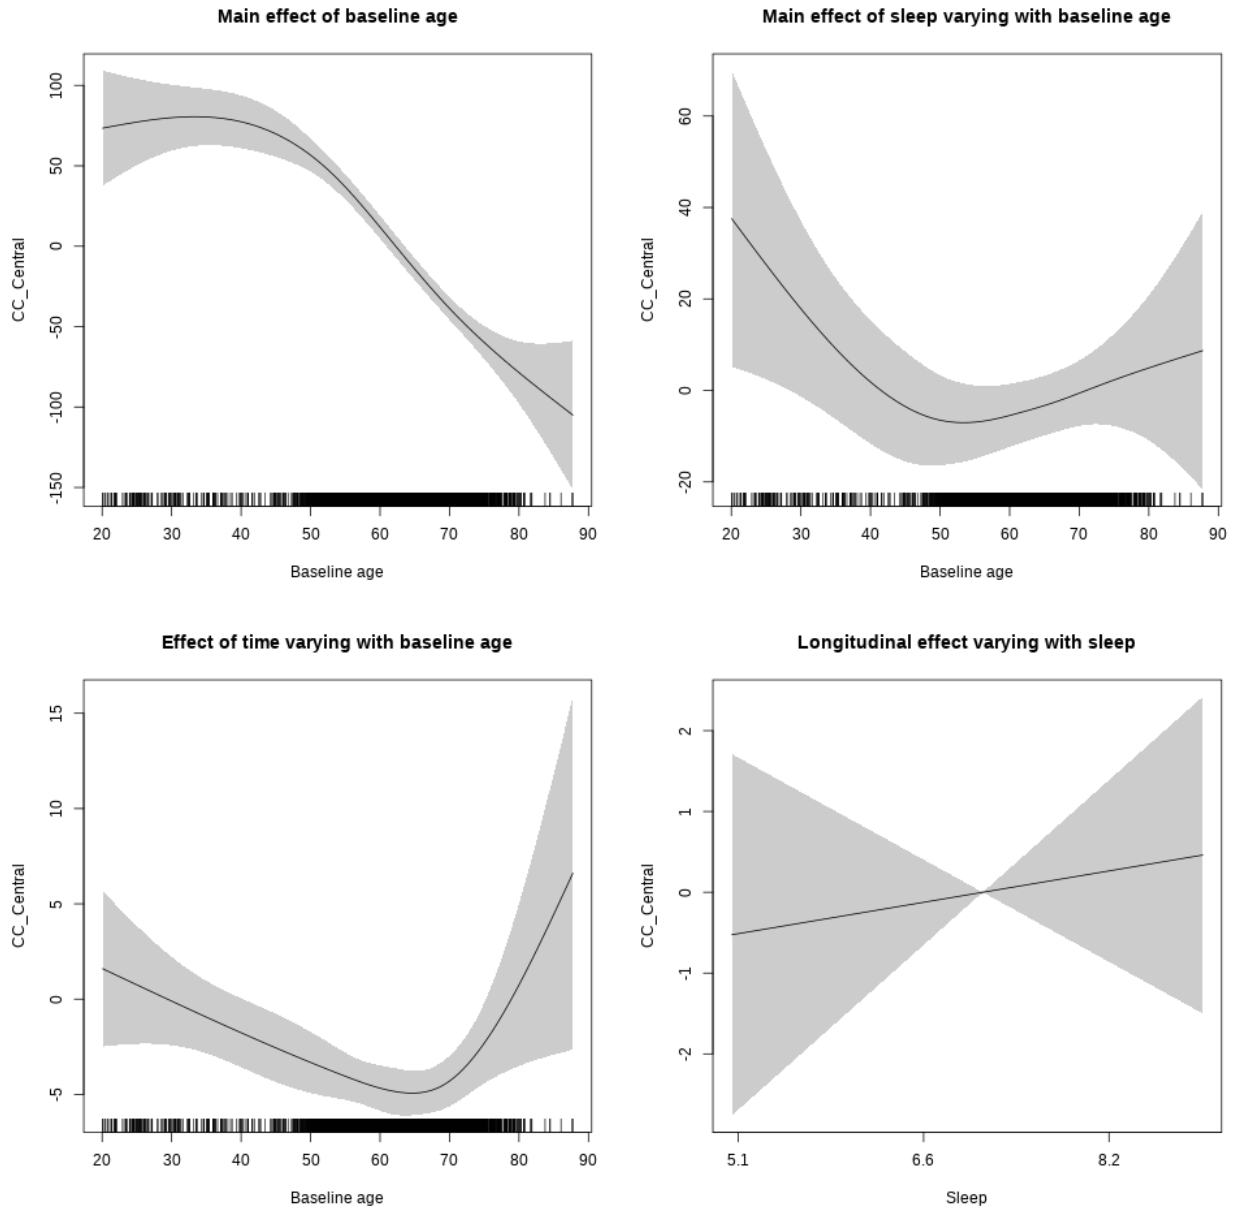 Main effect of baseline age
CC_Central
100
50
0
-50
-100
-150
20 30 40 50 60 70 80 90
Baseline age
Main effect of sleep varying with baseline age
CC_Central
60
40
20
0
-20
20 30 40 50 60 70 80 90
Baseline age
Effect of time varying with baseline age
CC_Central
15
10
5
0
-5
20 30 40 50 60 70 80 90
Baseline age
Longitudinal effect varying with sleep
CC_Central
2
1
0
-1
-2
5.1 6.6 8.2
Sleep